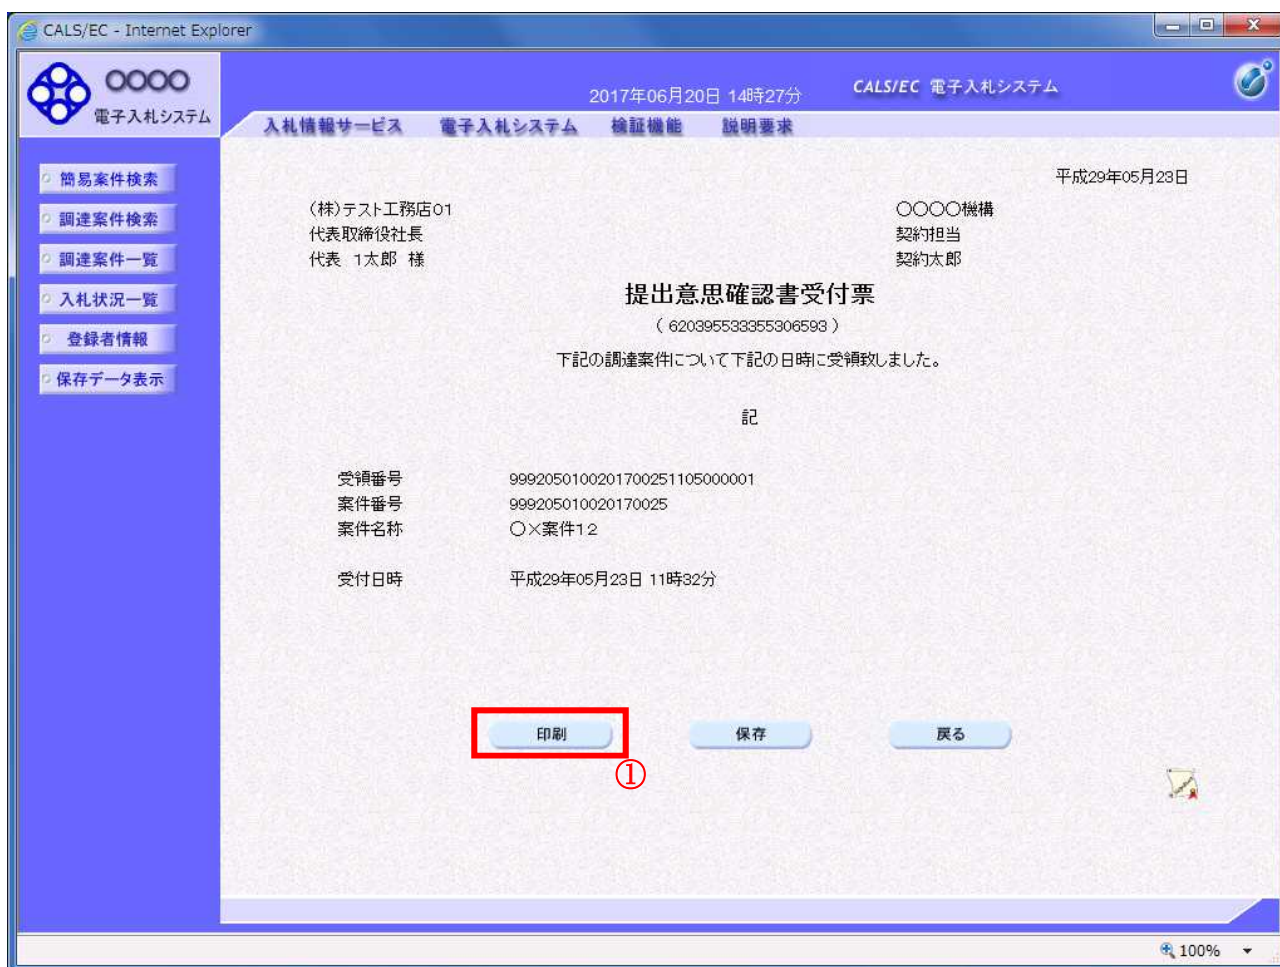 CALS/EC - Internet Explorer
OOOO
電子入札システム
2017年06月20日 14時27分
CALS/EC 電子入札システム
入札情報サービス 電子入札システム 検証機能 説明要求
簡易案件検索
調達案件検索
調達案件一覧
入札状況一覧
登録者情報
保存データ表示
平成29年05月23日
(株)テスト工務店01
代表取締役社長
代表 1太郎 様
〇〇〇〇機構
契約担当
契約太郎
提出意思確認書受付票
( 620395533355306593 )
下記の調達案件について下記の日時に受領致しました。
記
受領番号 9992050100201700251105000001
案件番号 999205010020170025
案件名称 〇×案件12
受付日時 平成29年05月23日 11時32分
印刷
保存
戻る
①
100%